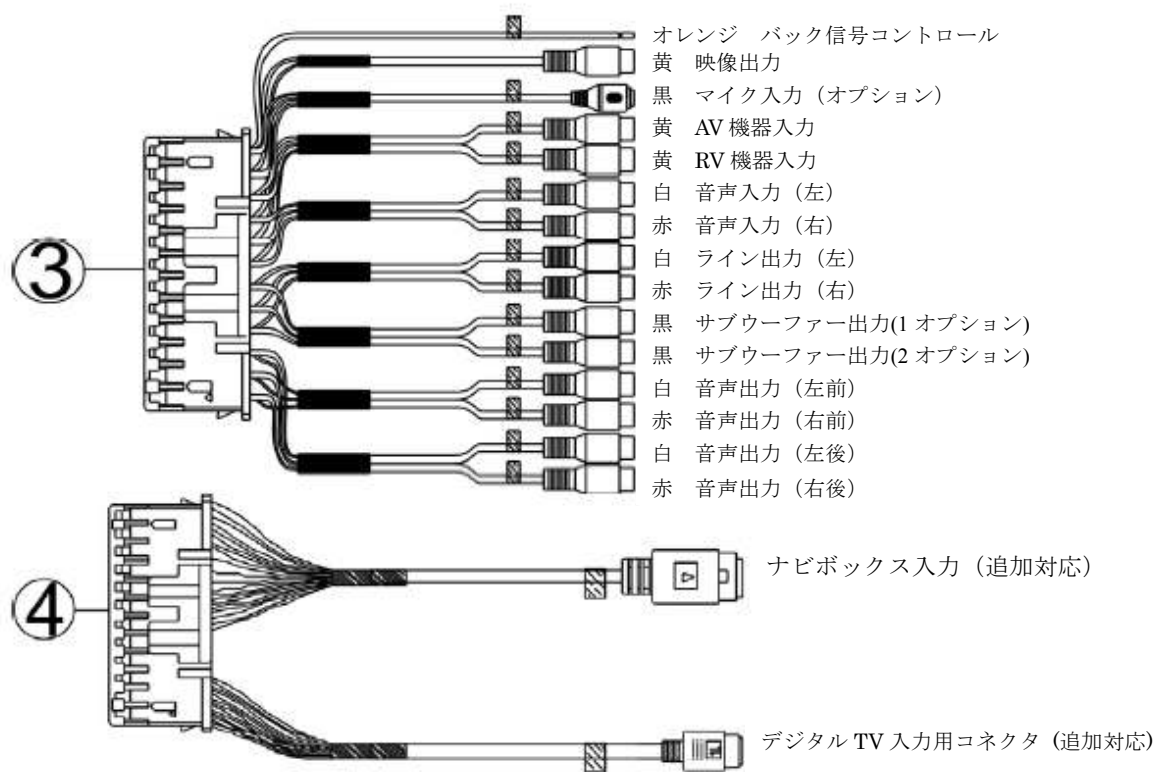 オレンジ　バック信号コントロール
黄　映像出力
黒　マイク入力（オプション）
黄　AV 機器入力
黄　RV 機器入力
白　音声入力（左）
赤　音声入力（右）
白　ライン出力（左）
赤　ライン出力（右）
黒　サブウーファー出力(1 オプション)
黒　サブウーファー出力(2 オプション)
白　音声出力（左前）
赤　音声出力（右前）
白　音声出力（左後）
赤　音声出力（右後）
③
ナビボックス入力（追加対応）
④
デジタル TV 入力用コネクタ (追加対応)